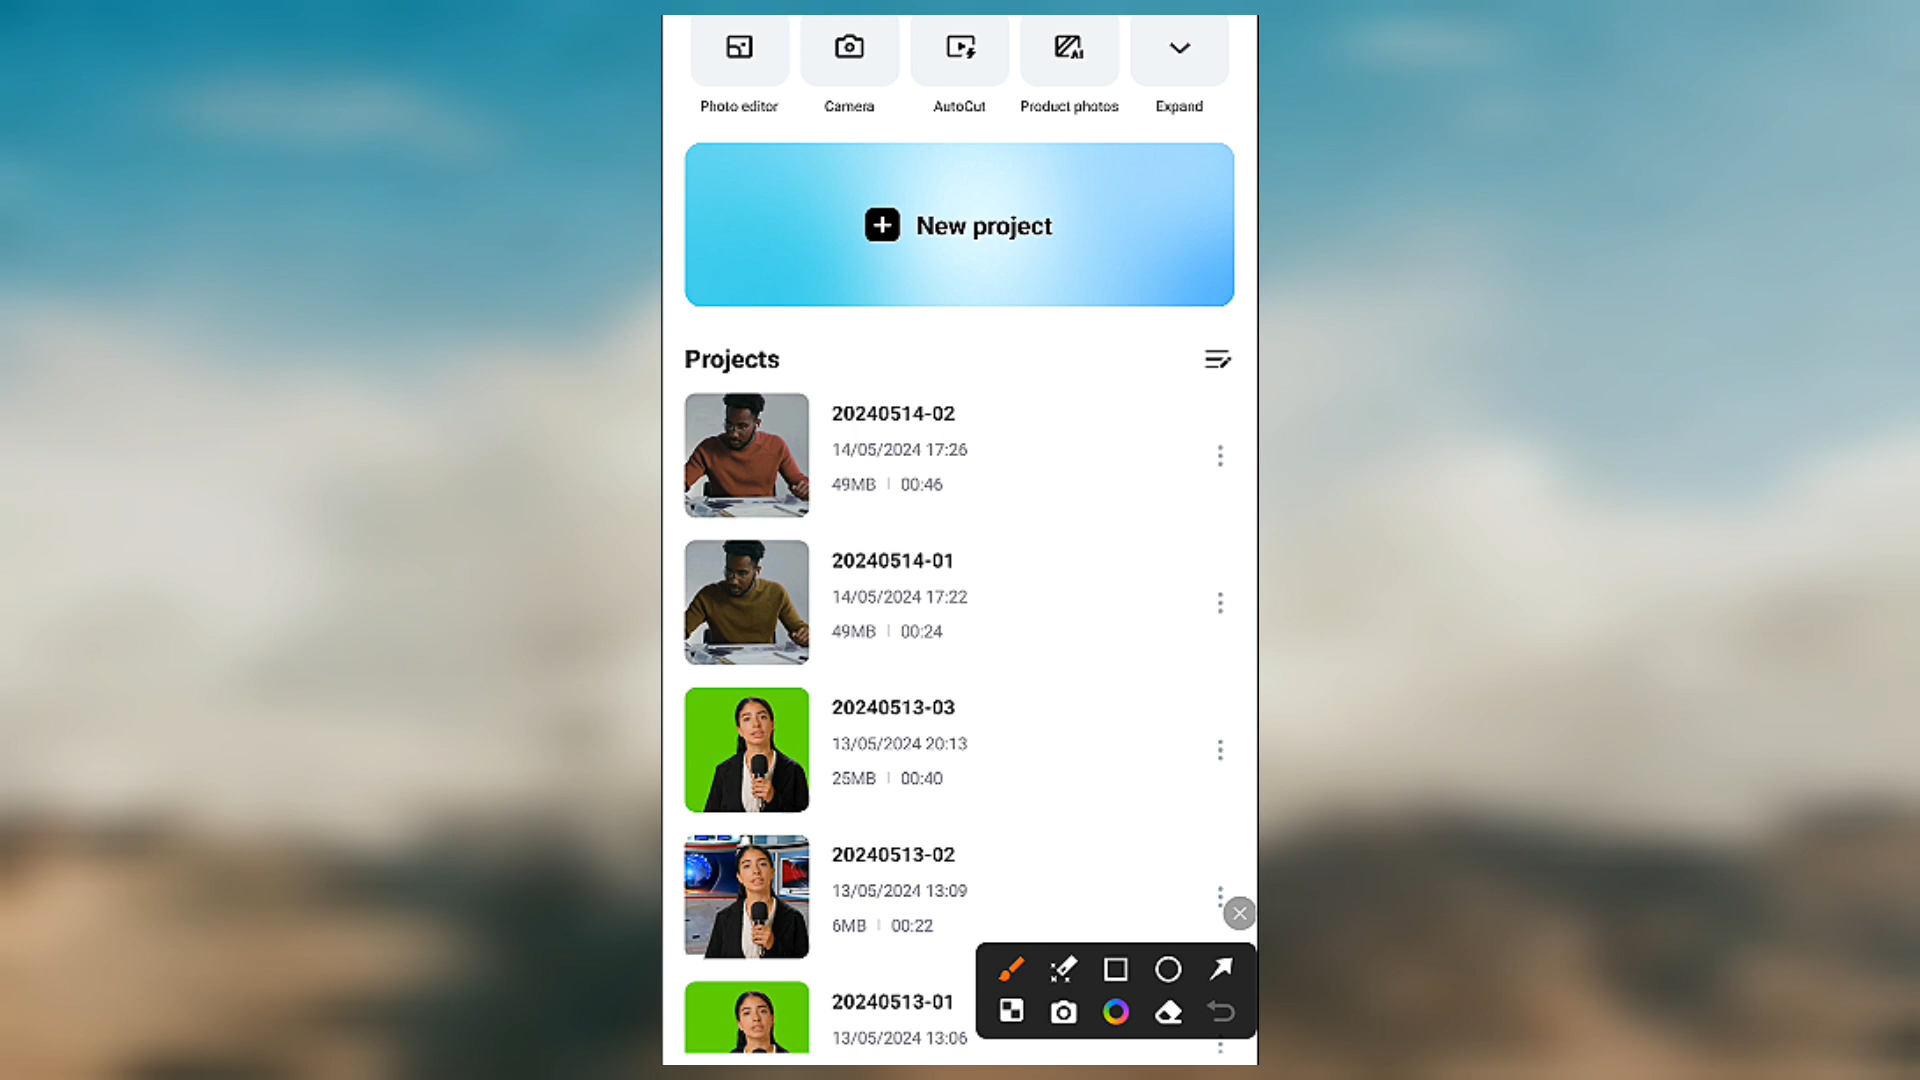 Photo editor
Camera
AutoCut
Product photos
AI
Expand
New project
Projects
20240514-02
14/05/2024 17:26
49MB | 00:46
20240514-01
14/05/2024 17:22
49MB | 00:24
20240513-03
13/05/2024 20:13
25MB | 00:40
20240513-02
13/05/2024 13:09
6MB | 00:22
20240513-01
13/05/2024 13:06